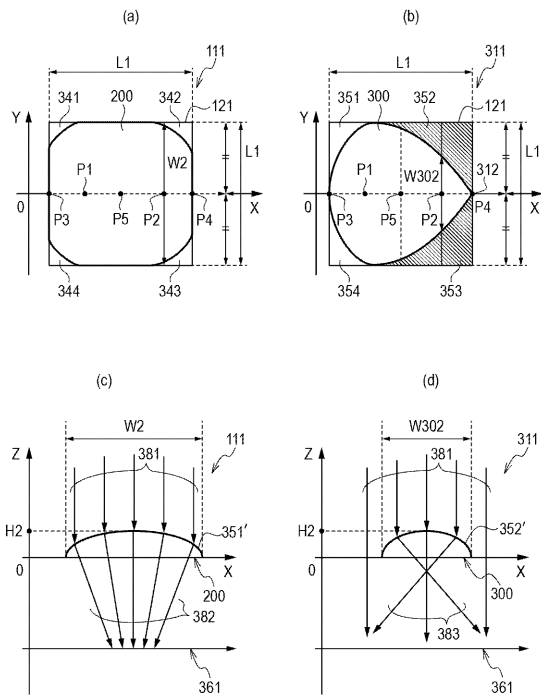 (a)
L1
111
341
200
342
121
Y
W2
L1
P1
0
P3
P5
P2
P4
X
344
343
(b)
L1
311
351
300
352
121
Y
W302
L1
P1
312
0
P3
P5
P2
P4
X
354
353
(c)
W2
111
Z
381
H2
351'
0
200
X
382
361
(d)
W302
311
Z
381
H2
352'
0
300
X
383
361